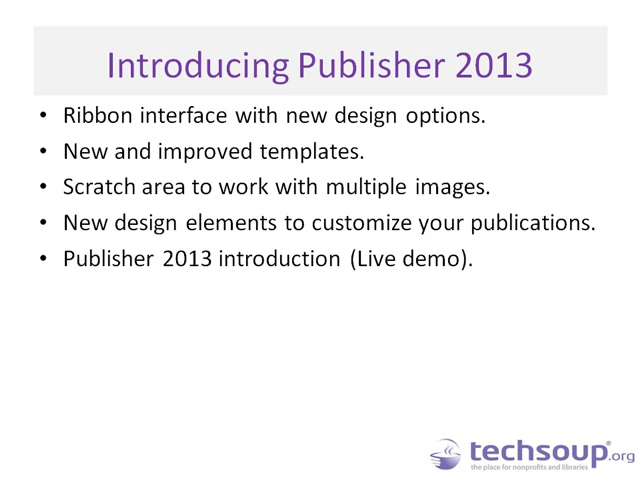 Introducing Publisher 2013
• Ribbon interface with new design options.
• New and improved templates.
• Scratch area to work with multiple images.
• New design elements to customize your publications.
• Publisher 2013 introduction (Live demo).
techsoup®.org
the place for nonprofits and libraries